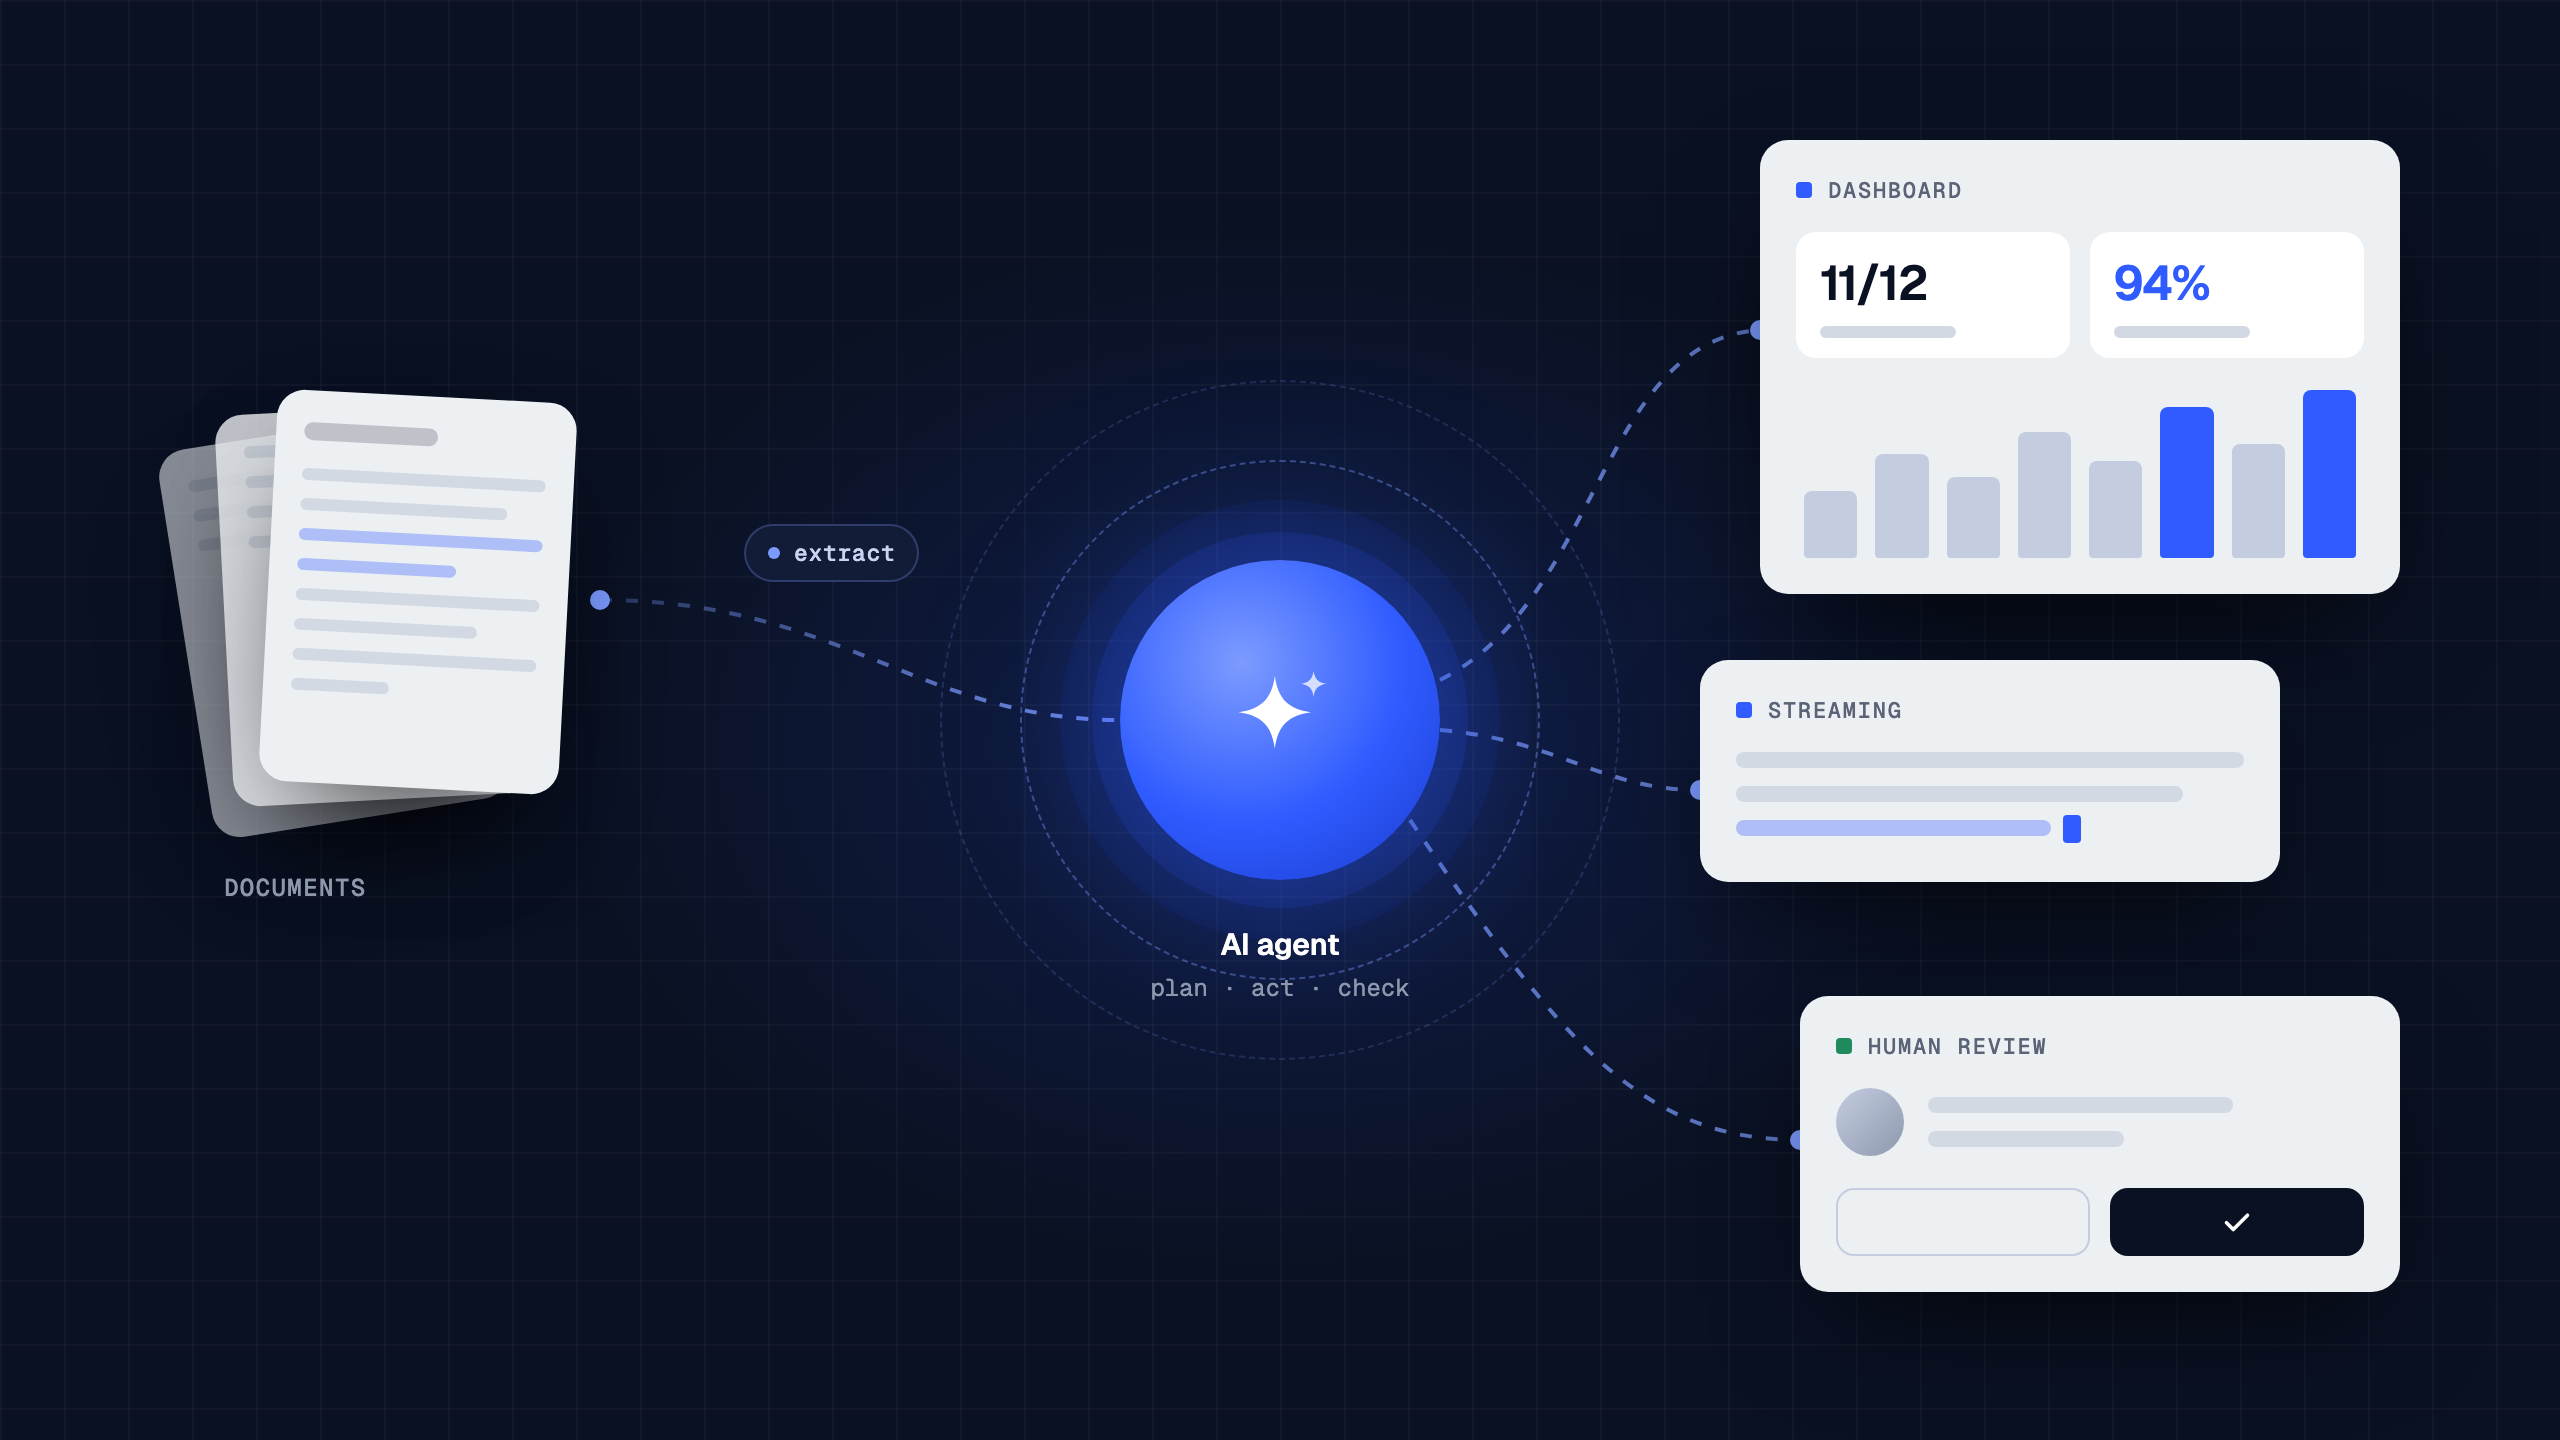 DOCUMENTS
extract
AI agent
plan · act · check
DASHBOARD
11/12
94%
STREAMING
HUMAN REVIEW